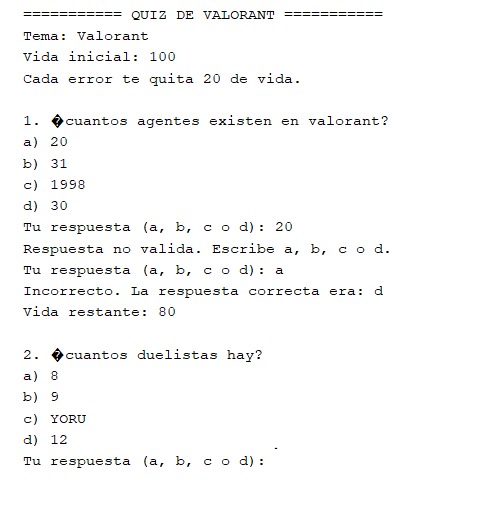 =========== QUIZ DE VALORANT ===========
Tema: Valorant
Vida inicial: 100
Cada error te quita 20 de vida.
1. �cuantos agentes existen en valorant?
a) 20
b) 31
c) 1998
d) 30
Tu respuesta (a, b, c o d): 20
Respuesta no valida. Escribe a, b, c o d.
Tu respuesta (a, b, c o d): a
Incorrecto. La respuesta correcta era: d
Vida restante: 80
2. �cuantos duelistas hay?
a) 8
b) 9
c) YORU
d) 12
Tu respuesta (a, b, c o d):